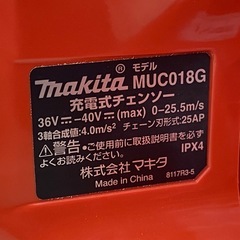 makita® モデル MUC018G
充電式チェンソー
36V⎓-40V⎓(max) 0-25.5m/s
3軸合成値:4.0m/s² チェーン刃形式:25AP
⚠ご使用前に必ず取扱説明書を
よくお読みください。 IPX4
株式会社マキタ
Made in China 8117R3-5